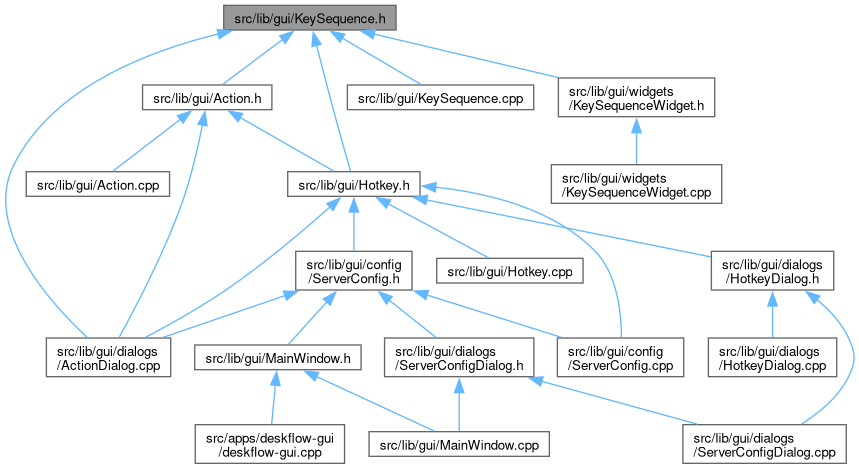 src/lib/gui/KeySequence.h
src/lib/gui/Action.h
src/lib/gui/KeySequence.cpp
src/lib/gui/widgets
/KeySequenceWidget.h
src/lib/gui/Action.cpp
src/lib/gui/Hotkey.h
src/lib/gui/widgets
/KeySequenceWidget.cpp
src/lib/gui/config
/ServerConfig.h
src/lib/gui/Hotkey.cpp
src/lib/gui/dialogs
/HotkeyDialog.h
src/lib/gui/dialogs
/ActionDialog.cpp
src/lib/gui/MainWindow.h
src/lib/gui/dialogs
/ServerConfigDialog.h
src/lib/gui/config
/ServerConfig.cpp
src/lib/gui/dialogs
/HotkeyDialog.cpp
src/apps/deskflow-gui
/deskflow-gui.cpp
src/lib/gui/MainWindow.cpp
src/lib/gui/dialogs
/ServerConfigDialog.cpp